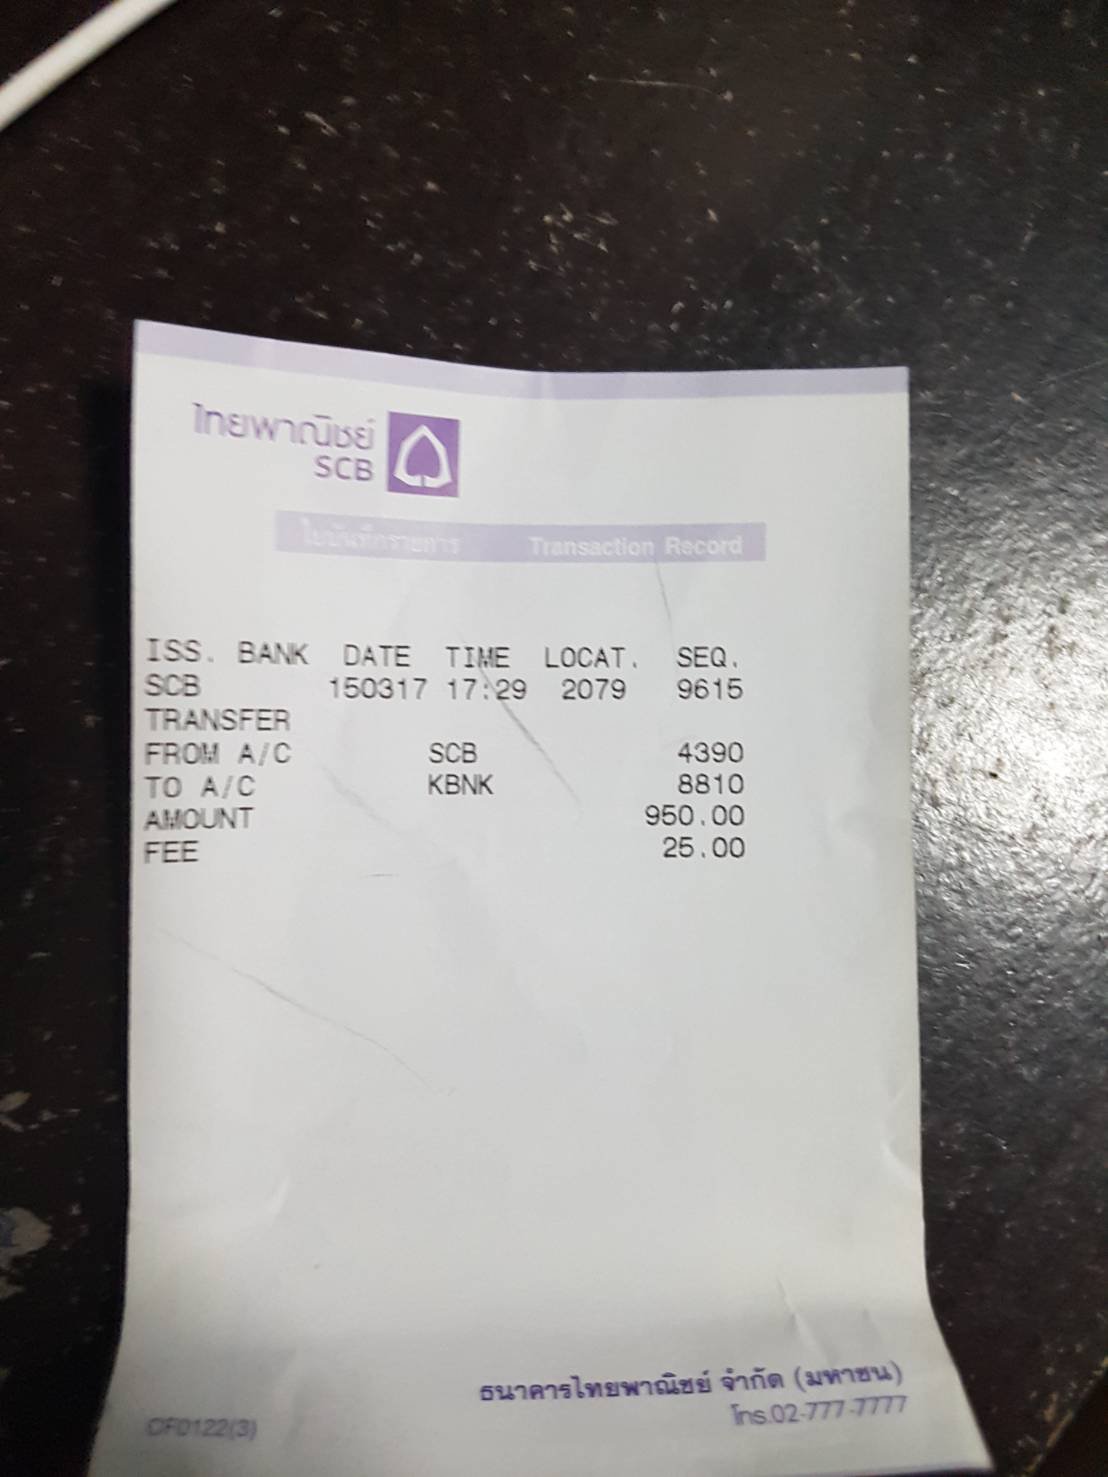 ไทยพาณิชย์
SCB
ใบบันทึกรายการ Transaction Record
ISS. BANK DATE TIME LOCAT. SEQ.
SCB 150317 17:29 2079 9615
TRANSFER
FROM A/C SCB 4390
TO A/C KBNK 8810
AMOUNT 950.00
FEE 25.00
ธนาคารไทยพาณิชย์ จำกัด (มหาชน)
โทร.02-777-7777
CF0122(3)